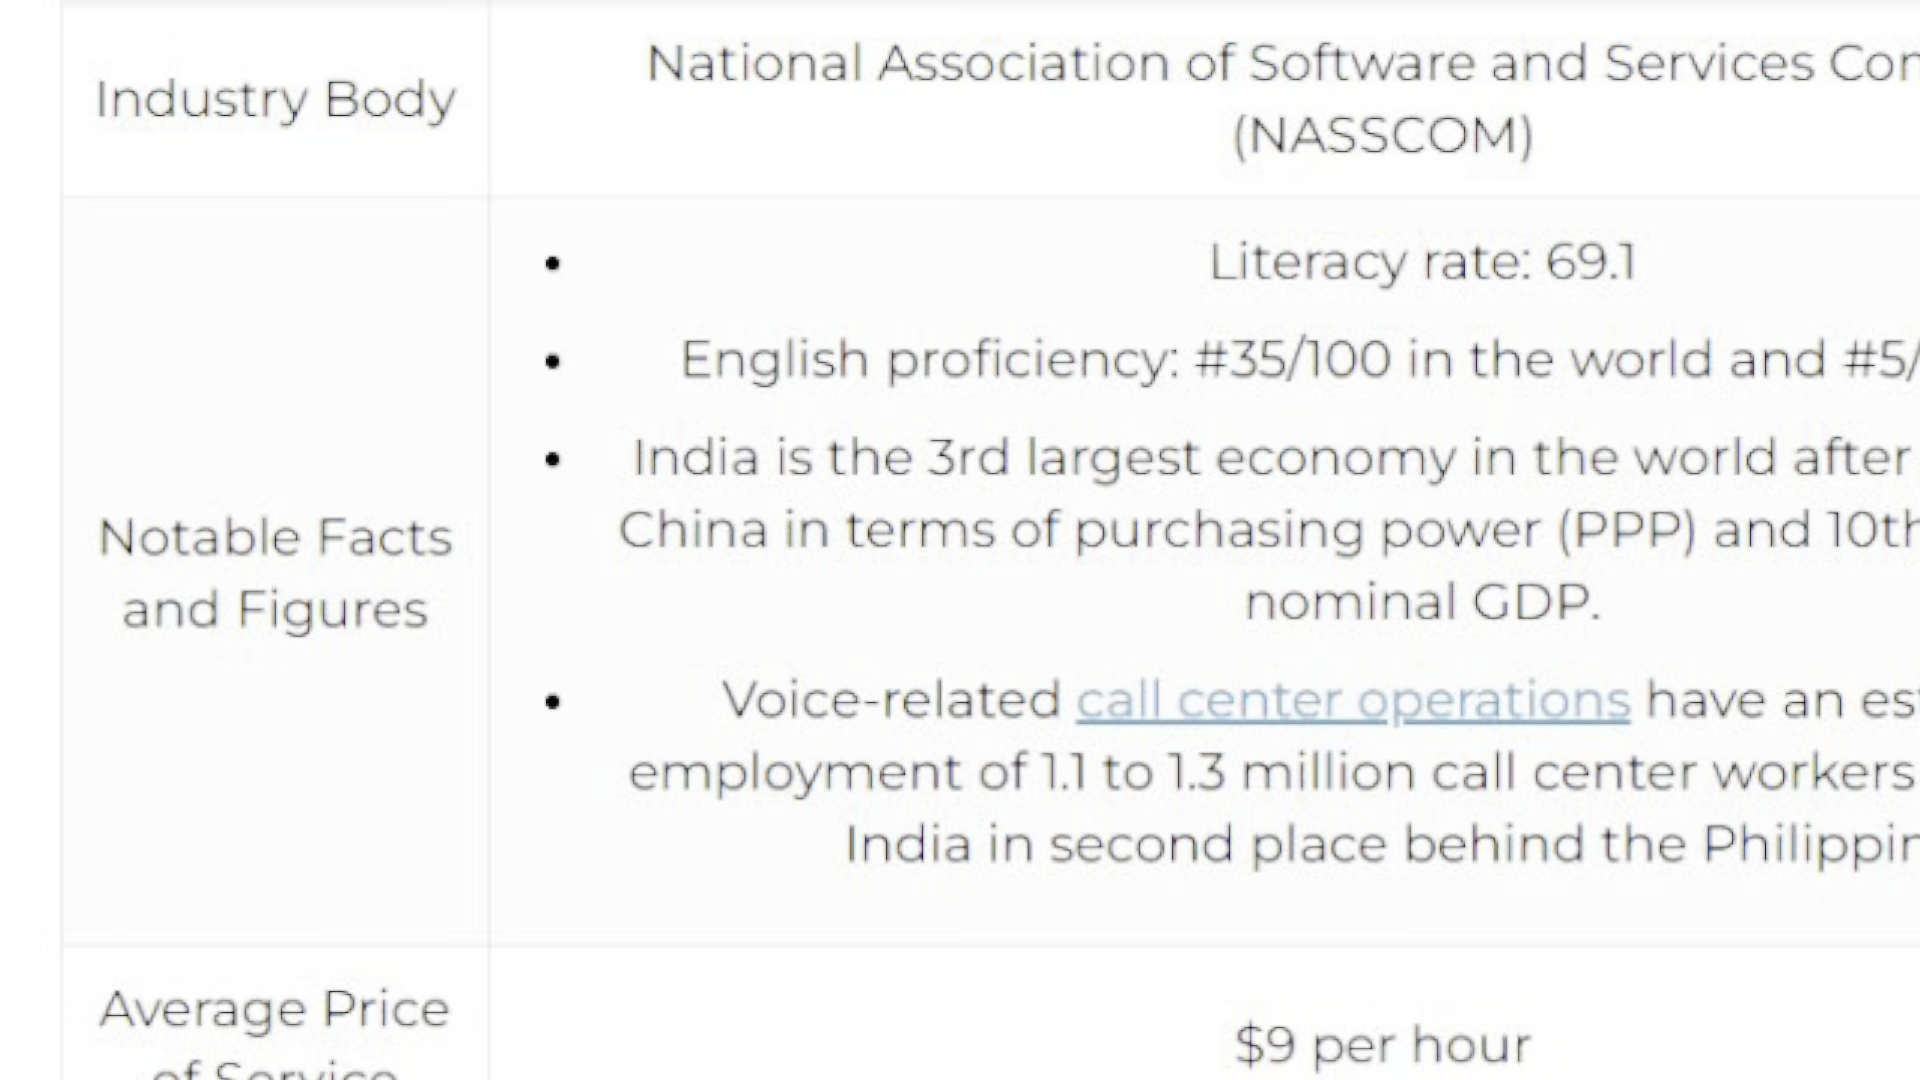 Industry Body
National Association of Software and Services
(NASSCOM)
Notable Facts
and Figures
• Literacy rate: 69.1
• English proficiency: #35/100 in the world and #5/
• India is the 3rd largest economy in the world after
China in terms of purchasing power (PPP) and 10th
nominal GDP.
• Voice-related call center operations have an
employment of 1.1 to 1.3 million call center workers
India in second place behind the
Average Price
of Service
$9 per hour